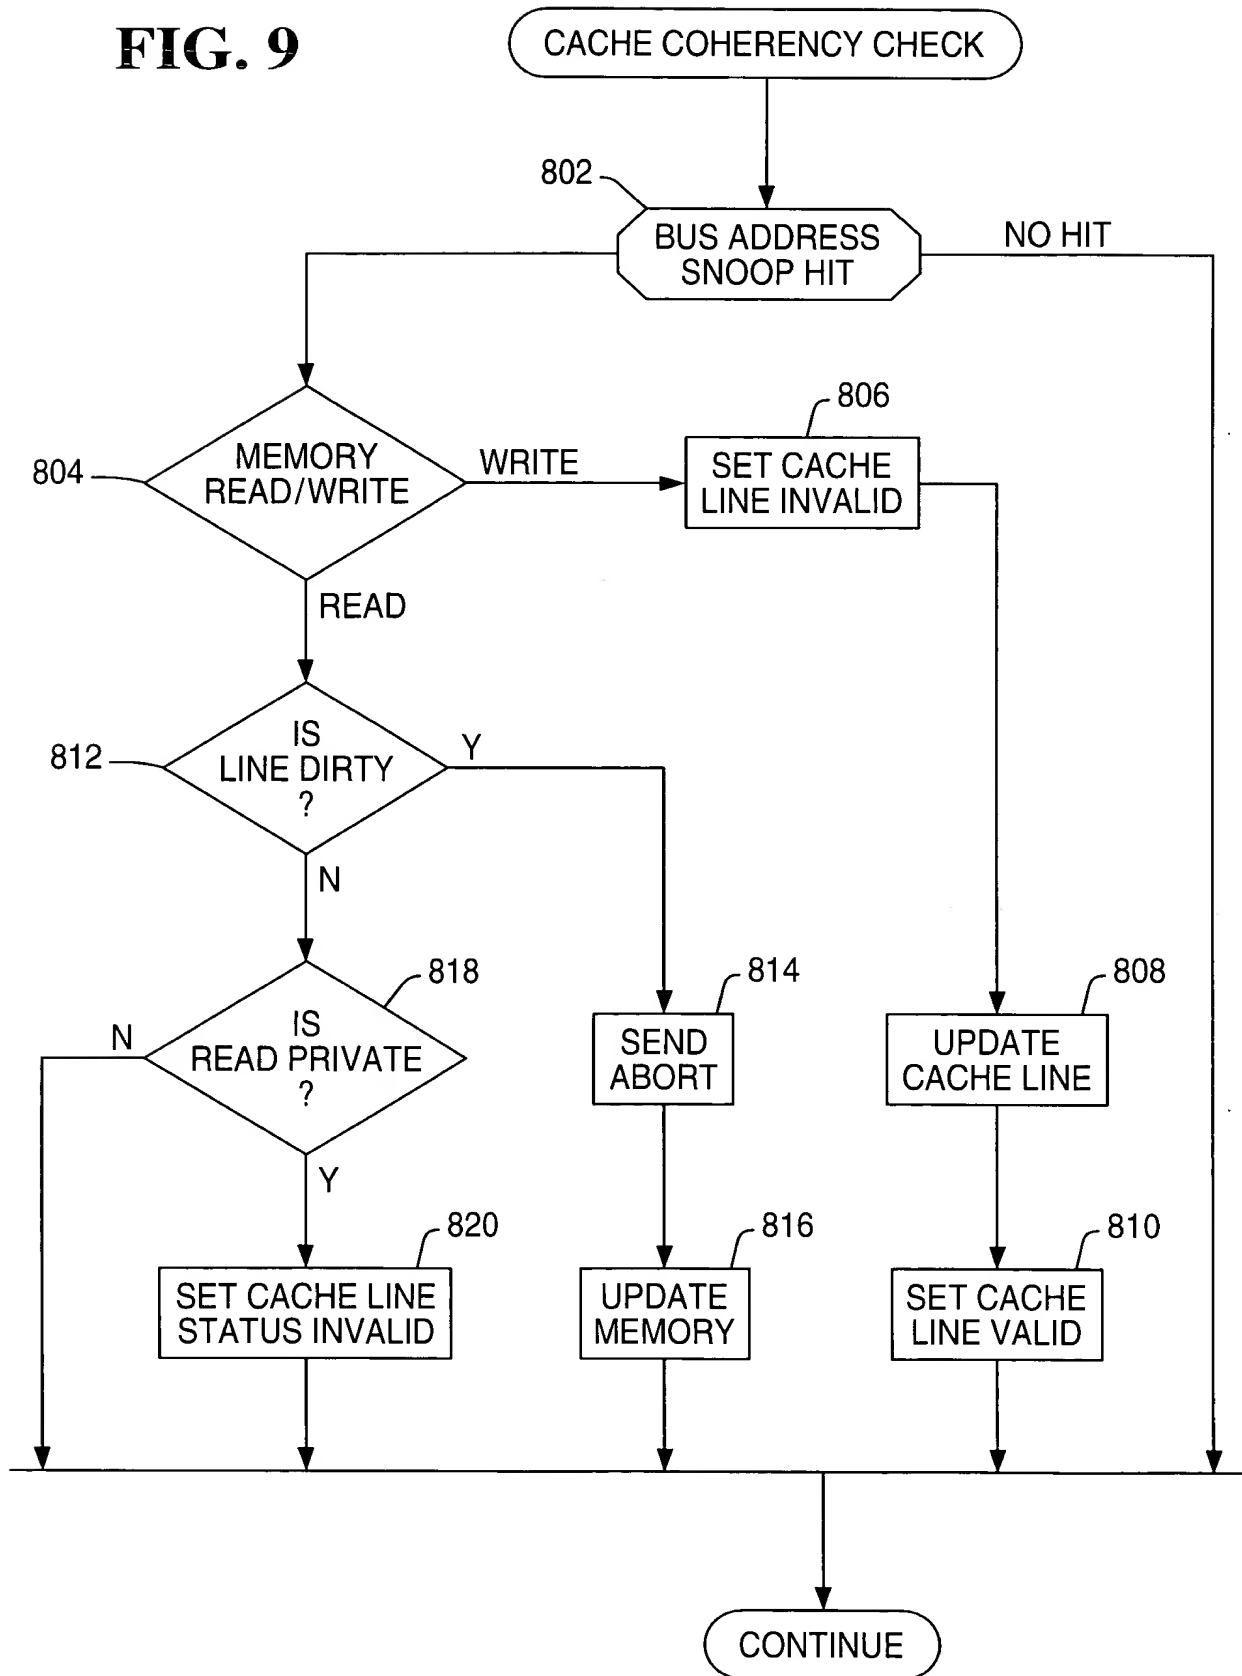 FIG. 9
CACHE COHERENCY CHECK
802
BUS ADDRESS
SNOOP HIT
NO HIT
804
MEMORY
READ/WRITE
WRITE
806
SET CACHE
LINE INVALID
READ
812
IS
LINE DIRTY
?
Y
N
818
IS
READ PRIVATE
?
N
Y
814
SEND
ABORT
808
UPDATE
CACHE LINE
820
SET CACHE LINE
STATUS INVALID
816
UPDATE
MEMORY
810
SET CACHE
LINE VALID
CONTINUE